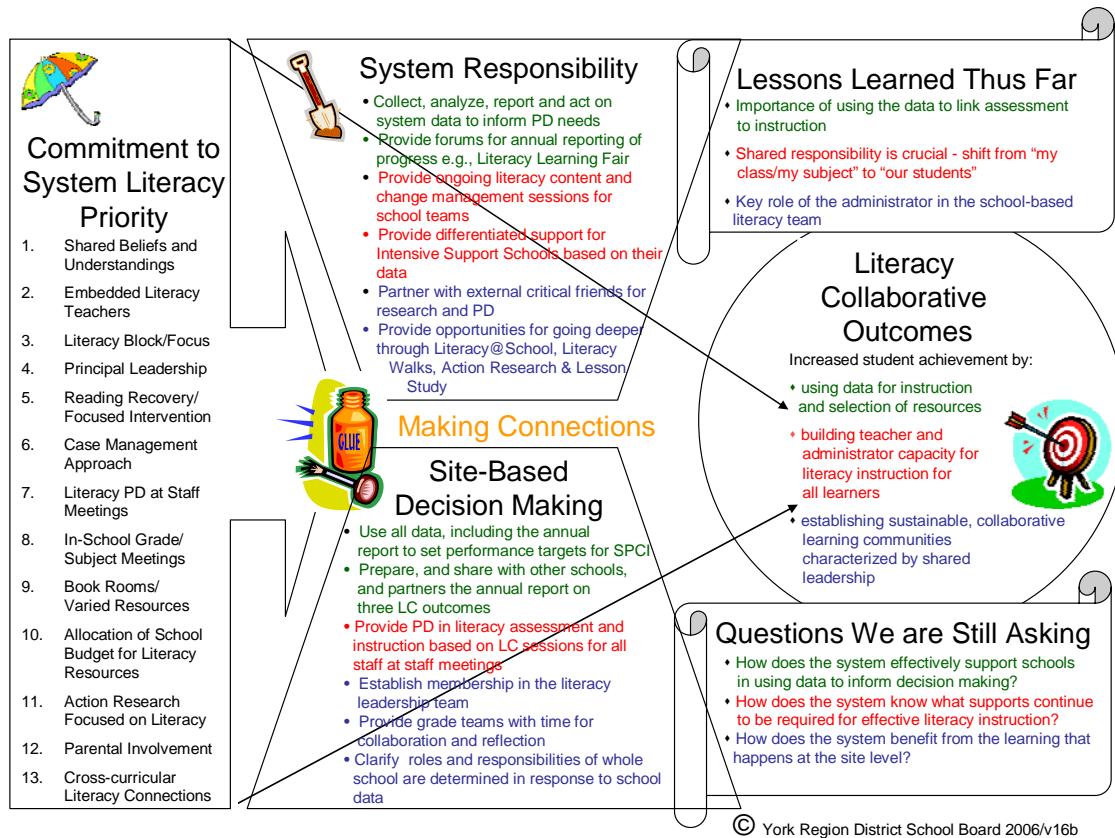 Commitment to
System Literacy
Priority
1. Shared Beliefs and
Understandings
2. Embedded Literacy
Teachers
3. Literacy Block/Focus
4. Principal Leadership
5. Reading Recovery/
Focused Intervention
6. Case Management
Approach
7. Literacy PD at Staff
Meetings
8. In-School Grade/
Subject Meetings
9. Book Rooms/
Varied Resources
10. Allocation of School
Budget for Literacy
Resources
11. Action Research
Focused on Literacy
12. Parental Involvement
13. Cross-curricular
Literacy Connections
System Responsibility
• Collect, analyze, report and act on
system data to inform PD needs
• Provide forums for annual reporting of
progress e.g., Literacy Learning Fair
• Provide ongoing literacy content and
change management sessions for
school teams
• Provide differentiated support for
Intensive Support Schools based on their
data
• Partner with external critical friends for
research and PD
• Provide opportunities for going deeper
through Literacy@School, Literacy
Walks, Action Research & Lesson
Study
GLUE
Making Connections
Site-Based
Decision Making
• Use all data, including the annual
report to set performance targets for SPCI
• Prepare, and share with other schools,
and partners the annual report on
three LC outcomes
• Provide PD in literacy assessment and
instruction based on LC sessions for all
staff at staff meetings
• Establish membership in the literacy
leadership team
• Provide grade teams with time for
collaboration and reflection
• Clarify roles and responsibilities of whole
school are determined in response to school
data
Lessons Learned Thus Far
♦ Importance of using the data to link assessment
to instruction
♦ Shared responsibility is crucial - shift from “my
class/my subject” to “our students”
♦ Key role of the administrator in the school-based
literacy team
Literacy
Collaborative
Outcomes
Increased student achievement by:
♦ using data for instruction
and selection of resources
♦ building teacher and
administrator capacity for
literacy instruction for
all learners
♦ establishing sustainable, collaborative
learning communities
characterized by shared
leadership
Questions We are Still Asking
♦ How does the system effectively support schools
in using data to inform decision making?
♦ How does the system know what supports continue
to be required for effective literacy instruction?
♦ How does the system benefit from the learning that
happens at the site level?
© York Region District School Board 2006/v16b